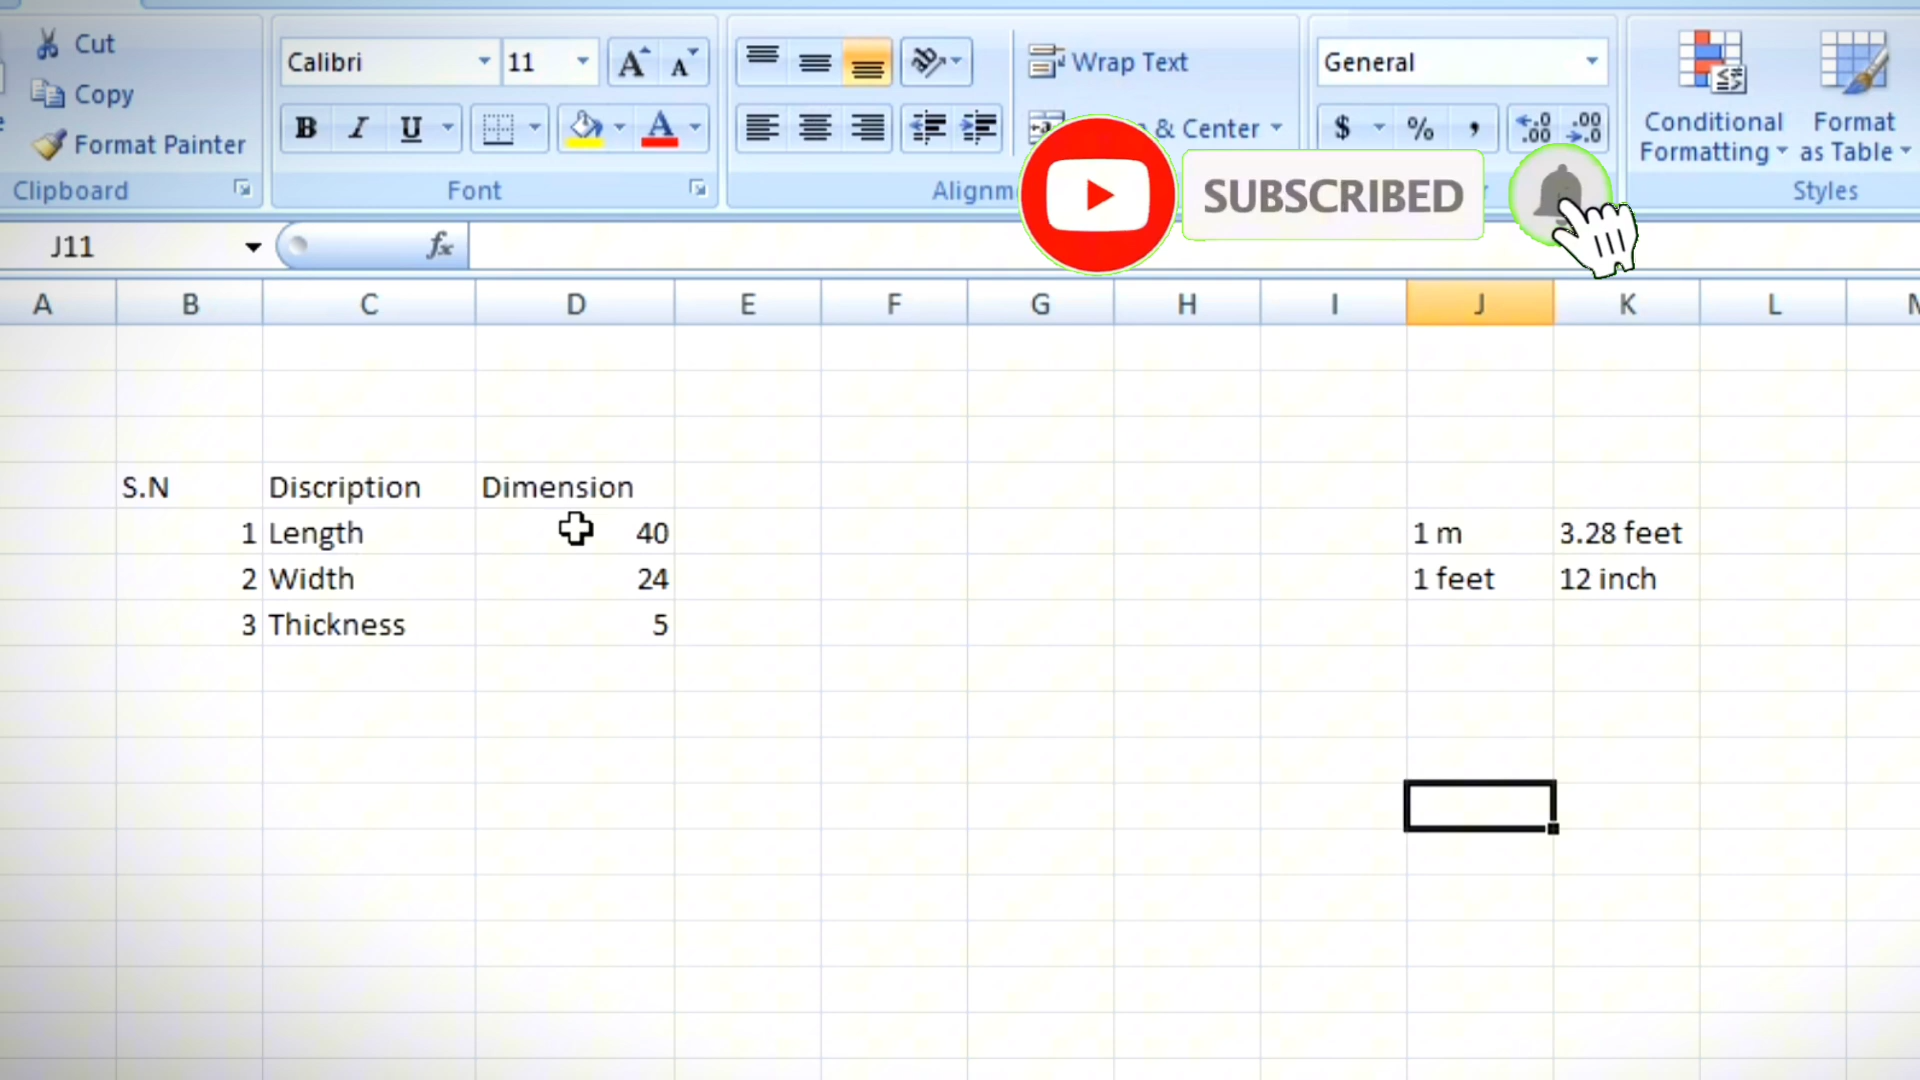 Cut
Copy
Format Painter
Clipboard
Calibri 11
B I U A
Font
Wrap Text
& Center
Alignm
General
$ % ,
Conditional Formatting
Format as Table
Styles
SUBSCRIBED
J11 fx
A B C D E F G H I J K L
S.N Discription Dimension
1 Length 40 1 m 3.28 feet
2 Width 24 1 feet 12 inch
3 Thickness 5